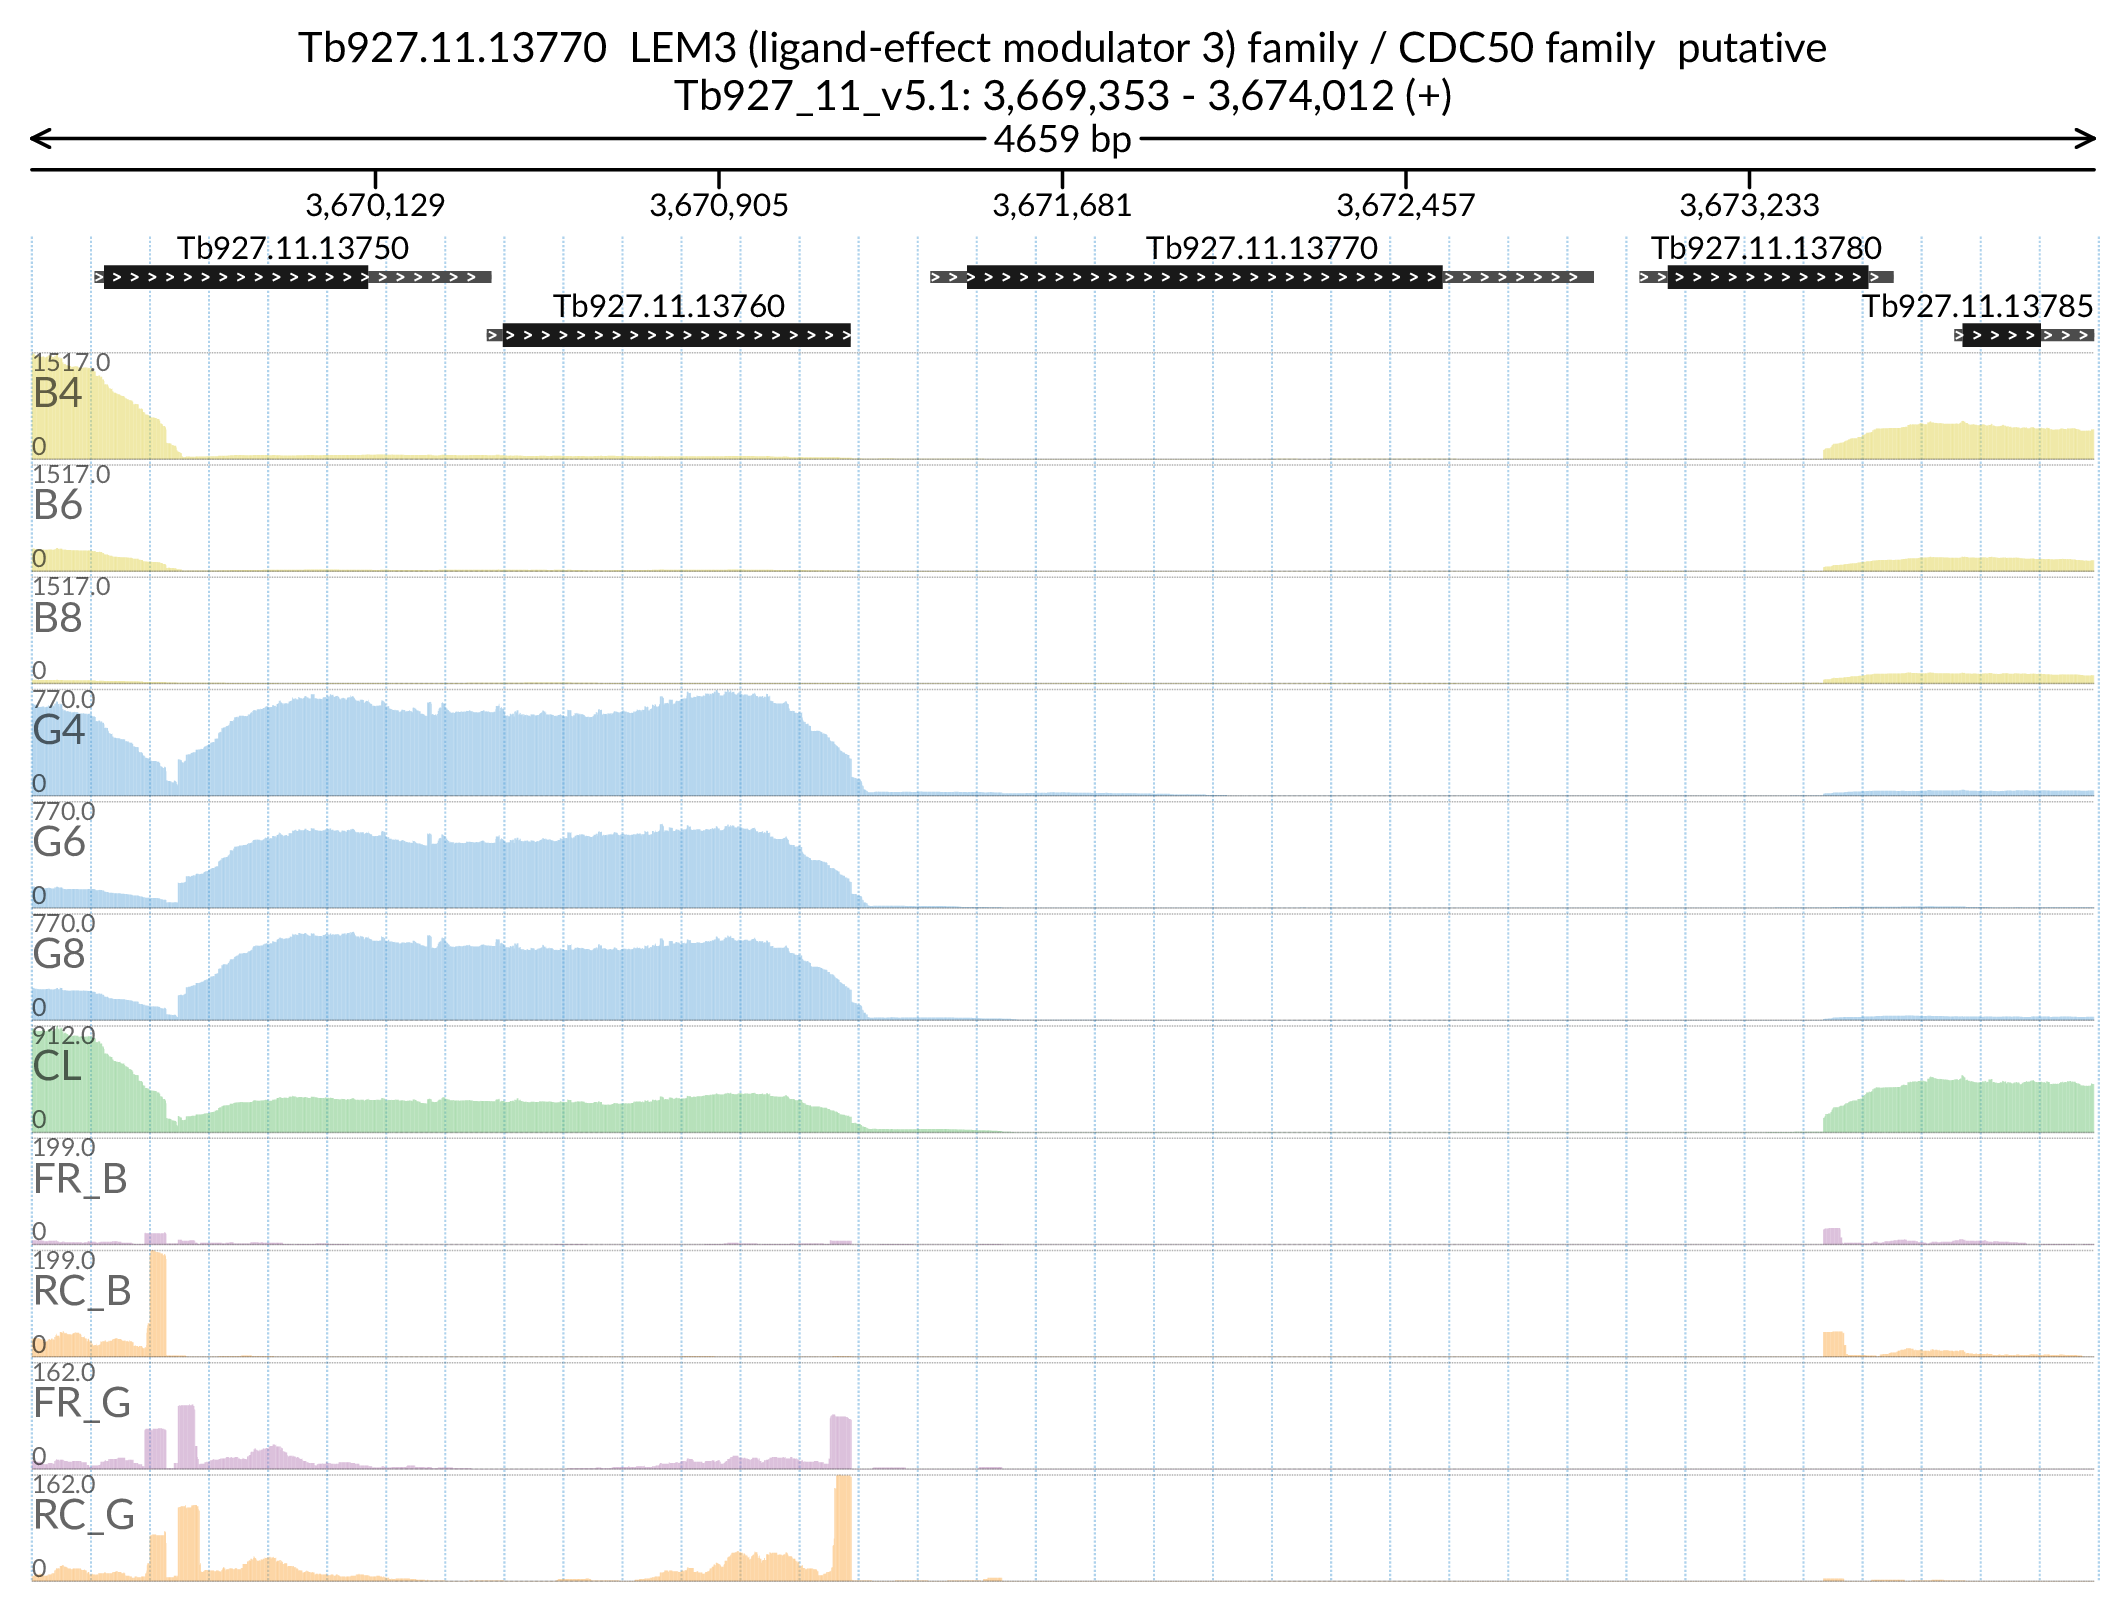 Tb927.11.13770  LEM3 (ligand-effect modulator 3) family / CDC50 family  putative
Tb927_11_v5.1: 3,669,353 - 3,674,012 (+)
4659 bp
3,670,129 3,670,905 3,671,681 3,672,457 3,673,233
Tb927.11.13750 Tb927.11.13770 Tb927.11.13780
Tb927.11.13760 Tb927.11.13785
1517.0
B4
0
1517.0
B6
0
1517.0
B8
0
770.0
G4
0
770.0
G6
0
770.0
G8
0
912.0
CL
0
199.0
FR_B
0
199.0
RC_B
0
162.0
FR_G
0
162.0
RC_G
0